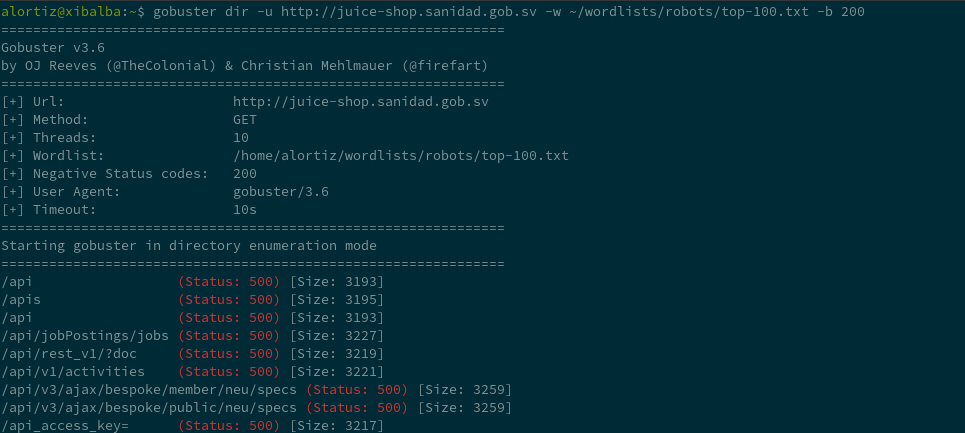 alortiz@xibalba:~$ gobuster dir -u http://juice-shop.sanidad.gob.sv -w ~/wordlists/robots/top-100.txt -b 200
===============================================================
Gobuster v3.6
by OJ Reeves (@TheColonial) & Christian Mehlmauer (@firefart)
===============================================================
[+] Url:                     http://juice-shop.sanidad.gob.sv
[+] Method:                  GET
[+] Threads:                 10
[+] Wordlist:                /home/alortiz/wordlists/robots/top-100.txt
[+] Negative Status codes:   200
[+] User Agent:              gobuster/3.6
[+] Timeout:                 10s
===============================================================
Starting gobuster in directory enumeration mode
===============================================================
/api                  (Status: 500) [Size: 3193]
/apis                 (Status: 500) [Size: 3195]
/api                  (Status: 500) [Size: 3193]
/api/jobPostings/jobs (Status: 500) [Size: 3227]
/api/rest_v1/?doc     (Status: 500) [Size: 3219]
/api/v1/activities    (Status: 500) [Size: 3221]
/api/v3/ajax/bespoke/member/neu/specs (Status: 500) [Size: 3259]
/api/v3/ajax/bespoke/public/neu/specs (Status: 500) [Size: 3259]
/api_access_key=      (Status: 500) [Size: 3217]